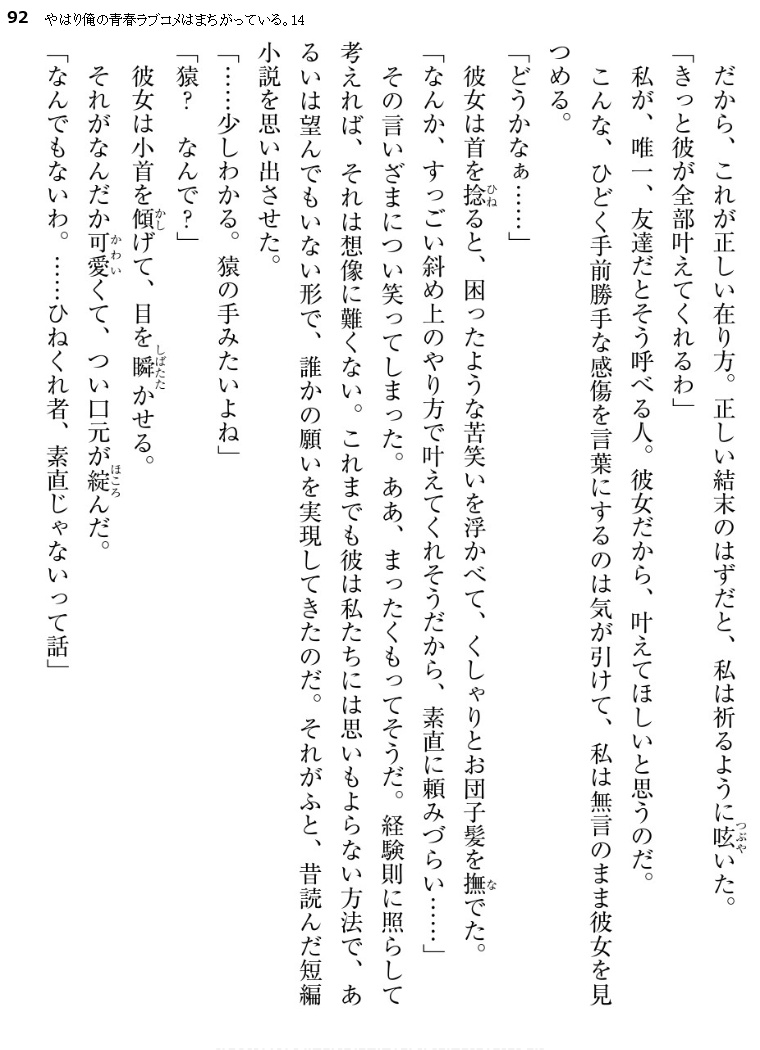 92 やはり俺の青春ラブコメはまちがっている。14
だから、これが正しい在り方。正しい結末のはずだと、私は祈るように呟いた。
「きっと彼が全部叶えてくれるわ」
私が、唯一、友達だとそう呼べる人。彼女だから、叶えてほしいと思うのだ。
こんな、ひどく手前勝手な感傷を言葉にするのは気が引けて、私は無言のまま彼女を見
つめる。
「どうかなぁ……」
彼女は首を捻ると、困ったような苦笑いを浮かべて、くしゃりとお団子髪を撫でた。
「なんか、すっごい斜め上のやり方で叶えてくれそうだから、素直に頼みづらい……」
その言いざまについ笑ってしまった。ああ、まったくもってそうだ。経験則に照らして
考えれば、それは想像に難くない。これまでも彼は私たちには思いもよらない方法で、あ
るいは望んでもいない形で、誰かの願いを実現してきたのだ。それがふと、昔読んだ短編
小説を思い出させた。
「……少しわかる。猿の手みたいよね」
「猿?　なんで?」
彼女は小首を傾げて、目を瞬かせる。
それがなんだか可愛くて、つい口元が綻んだ。
「なんでもないわ。……ひねくれ者、素直じゃないって話」